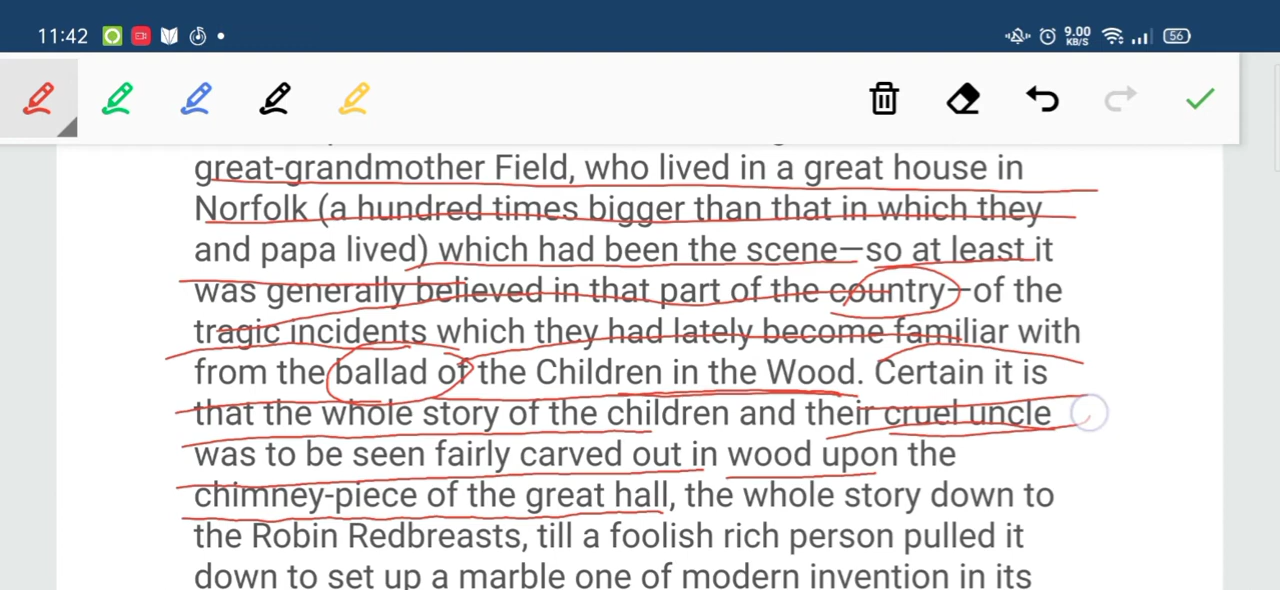 11:42
9.00
KB/S
56
great-grandmother Field, who lived in a great house in
Norfolk (a hundred times bigger than that in which they
and papa lived) which had been the scene—so at least it
was generally believed in that part of the country—of the
tragic incidents which they had lately become familiar with
from the ballad of the Children in the Wood. Certain it is
that the whole story of the children and their cruel uncle
was to be seen fairly carved out in wood upon the
chimney-piece of the great hall, the whole story down to
the Robin Redbreasts, till a foolish rich person pulled it
down to set up a marble one of modern invention in its